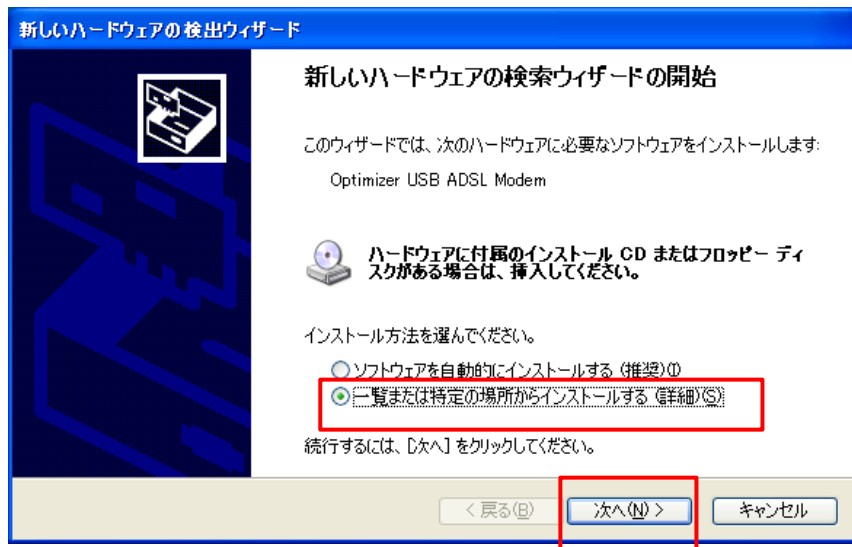 新しいハードウェアの検出ウィザード
新しいハードウェアの検索ウィザードの開始
このウィザードでは、次のハードウェアに必要なソフトウェアをインストールします:
Optimizer USB ADSL Modem
ハードウェアに付属のインストール CD またはフロッピー ディ
スクがある場合は、挿入してください。
インストール方法を選んでください。
ソフトウェアを自動的にインストールする (推奨)(I)
一覧または特定の場所からインストールする (詳細)(S)
続行するには、[次へ] をクリックしてください。
< 戻る(B)
次へ(N) >
キャンセル